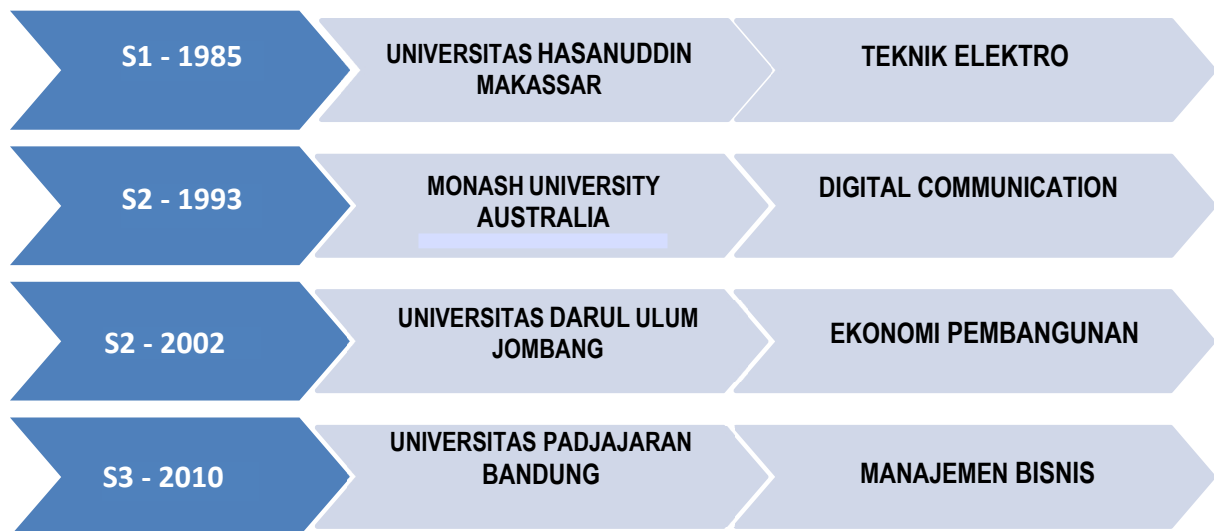 S1 - 1985
UNIVERSITAS HASANUDDIN
MAKASSAR
TEKNIK ELEKTRO
S2 - 1993
MONASH UNIVERSITY
AUSTRALIA
DIGITAL COMMUNICATION
S2 - 2002
UNIVERSITAS DARUL ULUM
JOMBANG
EKONOMI PEMBANGUNAN
S3 - 2010
UNIVERSITAS PADJAJARAN
BANDUNG
MANAJEMEN BISNIS